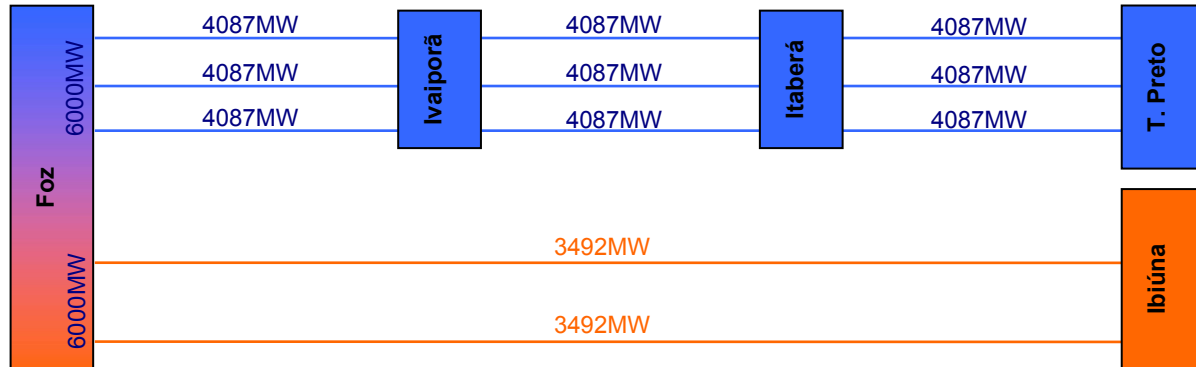 4087MW 4087MW 4087MW
4087MW 4087MW 4087MW
4087MW 4087MW 4087MW
6000MW
Foz
6000MW
Ivaiporã
Itaberá
T. Preto
3492MW
3492MW
Ibiúna